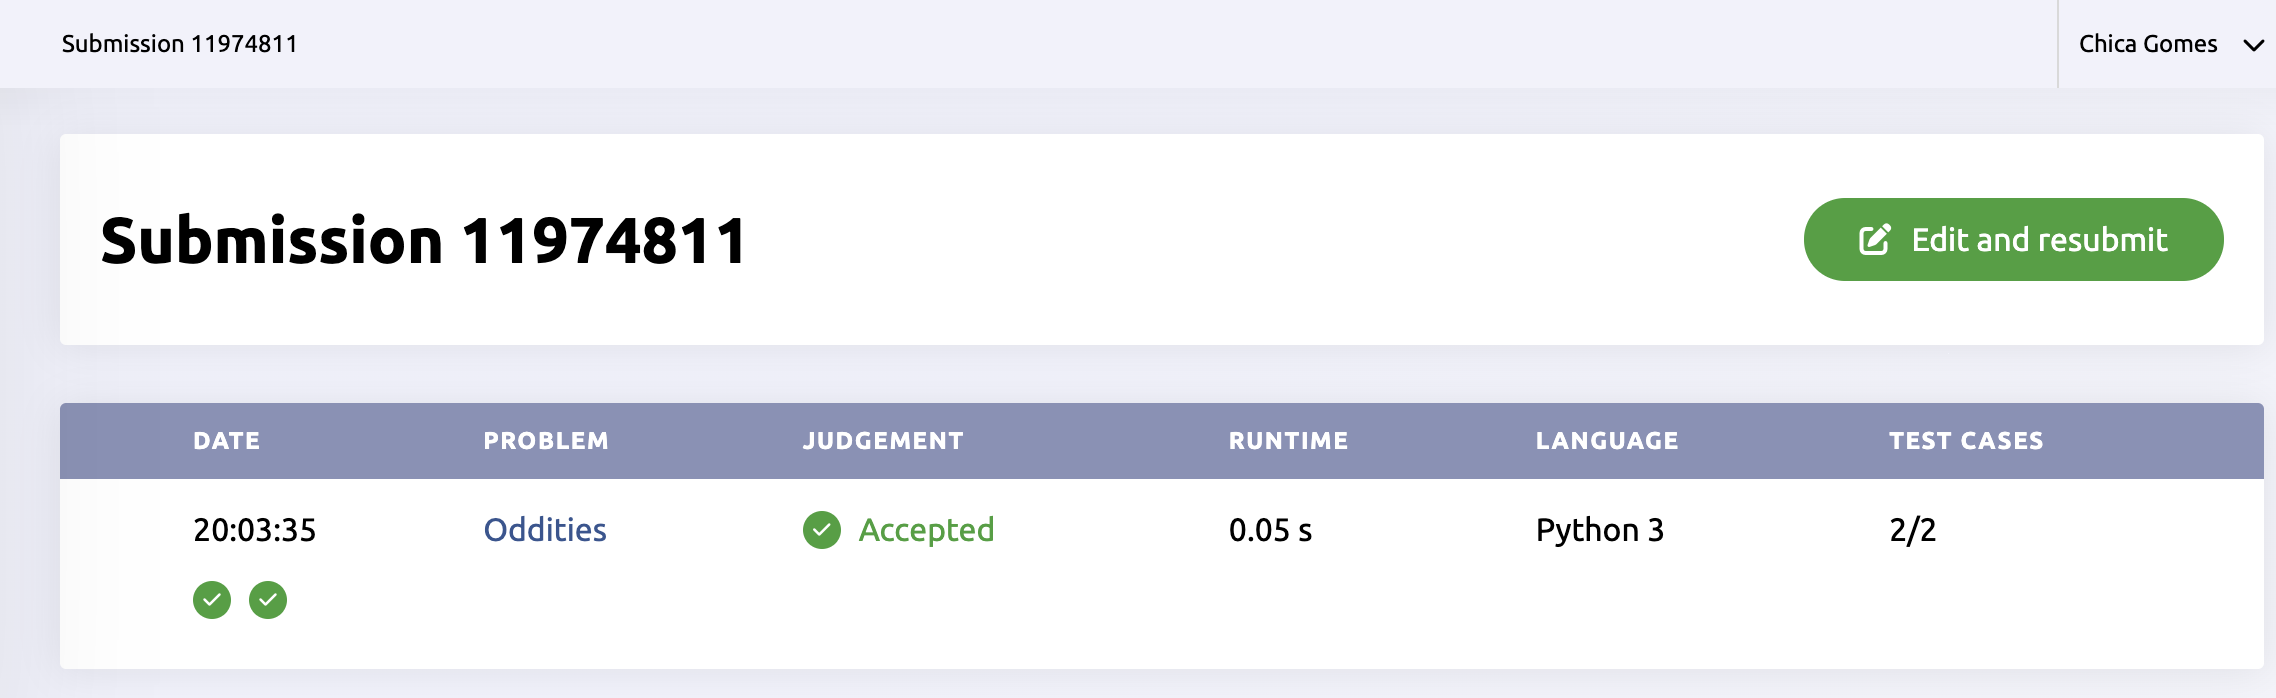 Submission 11974811
Chica Gomes
Submission 11974811
Edit and resubmit
DATE PROBLEM JUDGEMENT RUNTIME LANGUAGE TEST CASES
20:03:35 Oddities Accepted 0.05 s Python 3 2/2